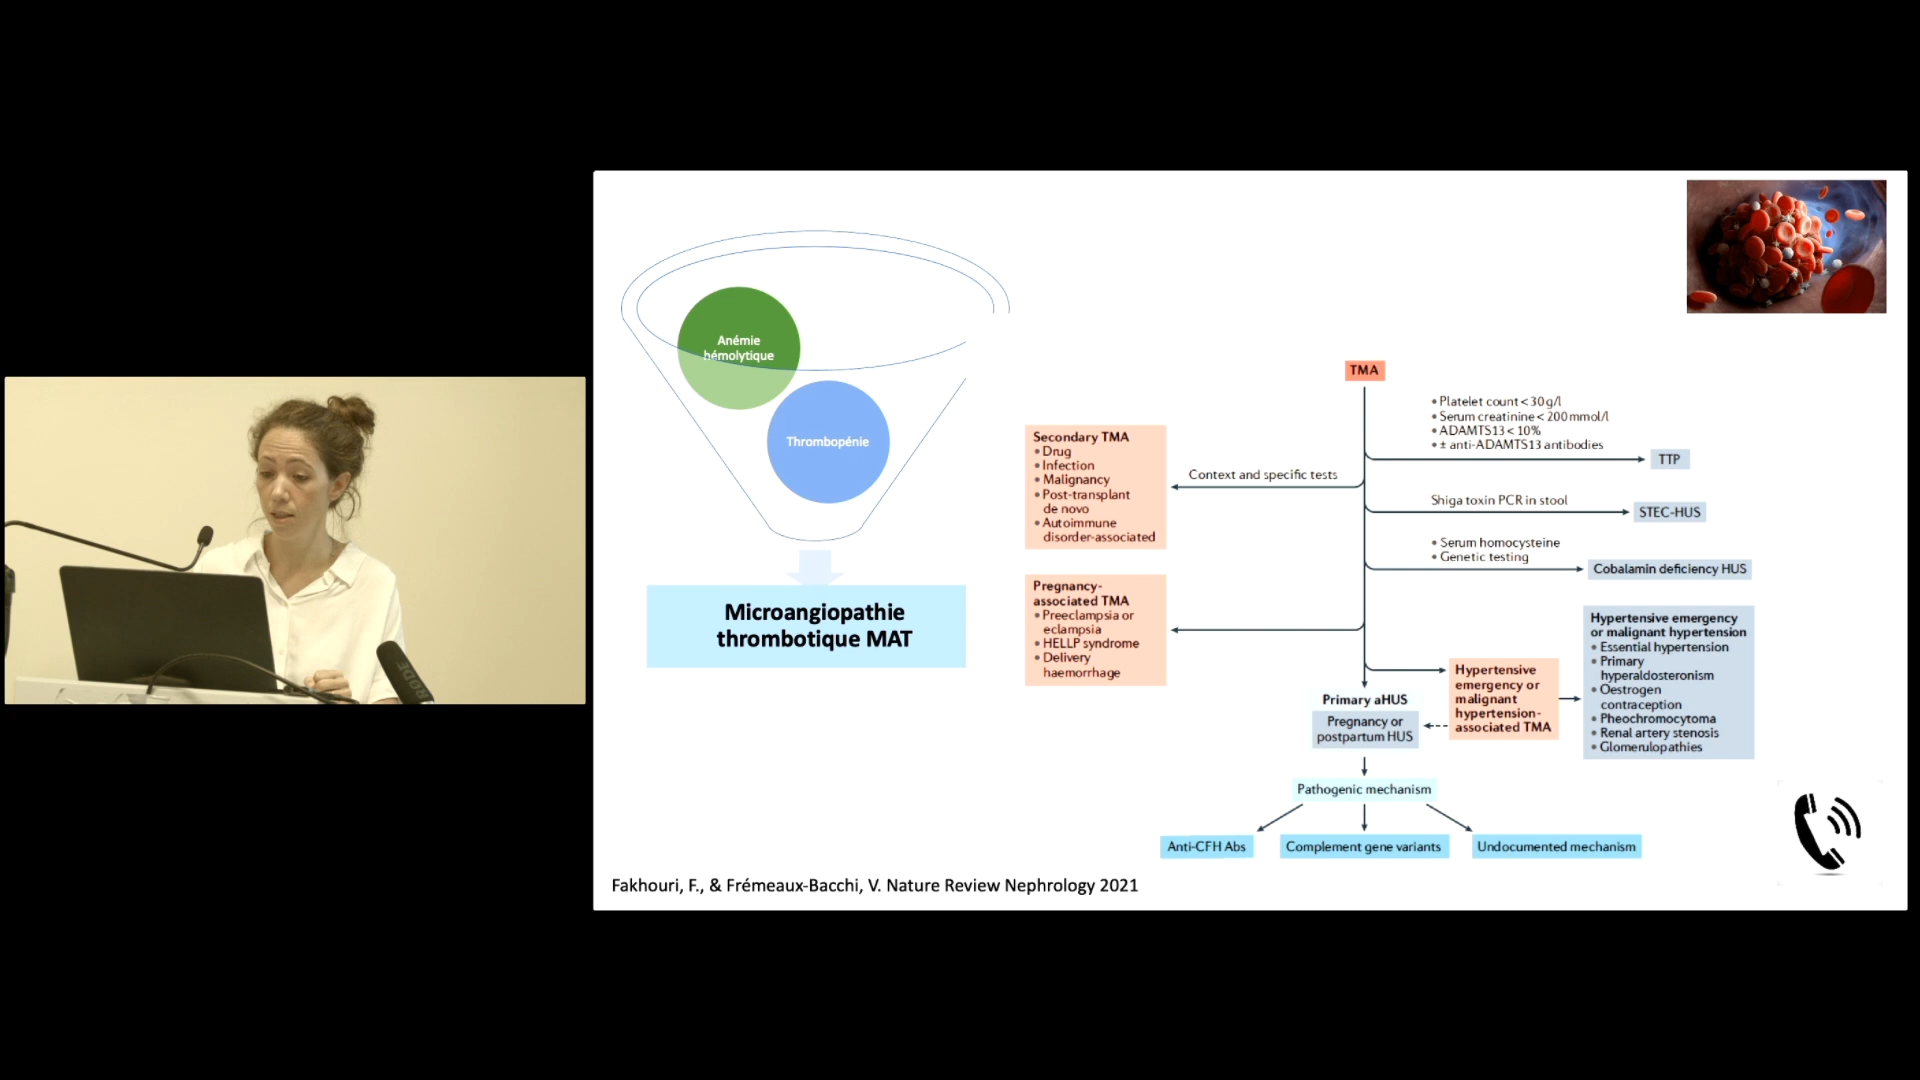 Anémie
hémolytique
Thrombopénie
Microangiopathie
thrombotique MAT
TMA
• Platelet count < 30 g/l
• Serum creatinine < 200 mmol/l
• ADAMTS13 < 10%
• ± anti-ADAMTS13 antibodies
TTP
Secondary TMA
• Drug
• Infection
• Malignancy
• Post-transplant
de novo
• Autoimmune
disorder-associated
Context and specific tests
Shiga toxin PCR in stool
STEC-HUS
• Serum homocysteine
• Genetic testing
Cobalamin deficiency HUS
Pregnancy-
associated TMA
• Preeclampsia or
eclampsia
• HELLP syndrome
• Delivery
haemorrhage
Hypertensive
emergency or
malignant
hypertension-
associated TMA
Hypertensive emergency
or malignant hypertension
• Essential hypertension
• Primary
hyperaldosteronism
• Oestrogen
contraception
• Pheochromocytoma
• Renal artery stenosis
• Glomerulopathies
Primary aHUS
Pregnancy or
postpartum HUS
Pathogenic mechanism
Anti-CFH Abs
Complement gene variants
Undocumented mechanism
Fakhouri, F., & Frémeaux-Bacchi, V. Nature Review Nephrology 2021
RODE